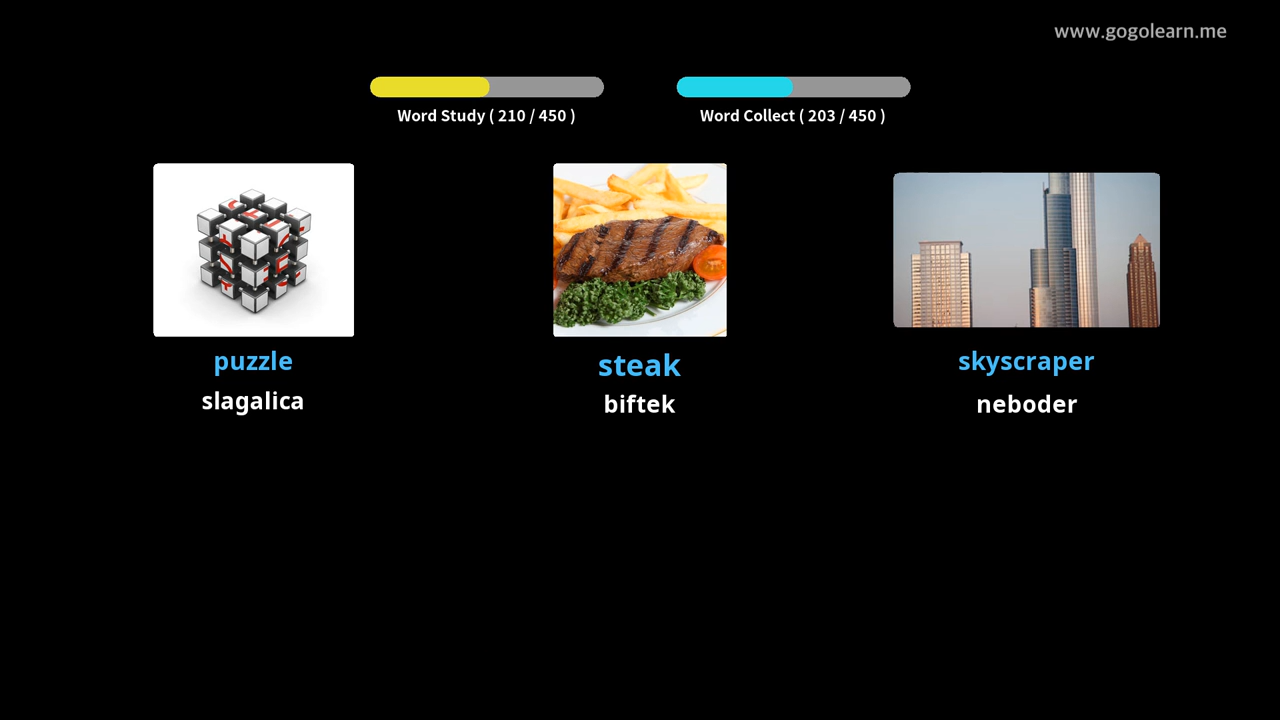 www.gogolearn.me
Word Study ( 210 / 450 )
Word Collect ( 203 / 450 )
puzzle
slagalica
steak
biftek
skyscraper
neboder